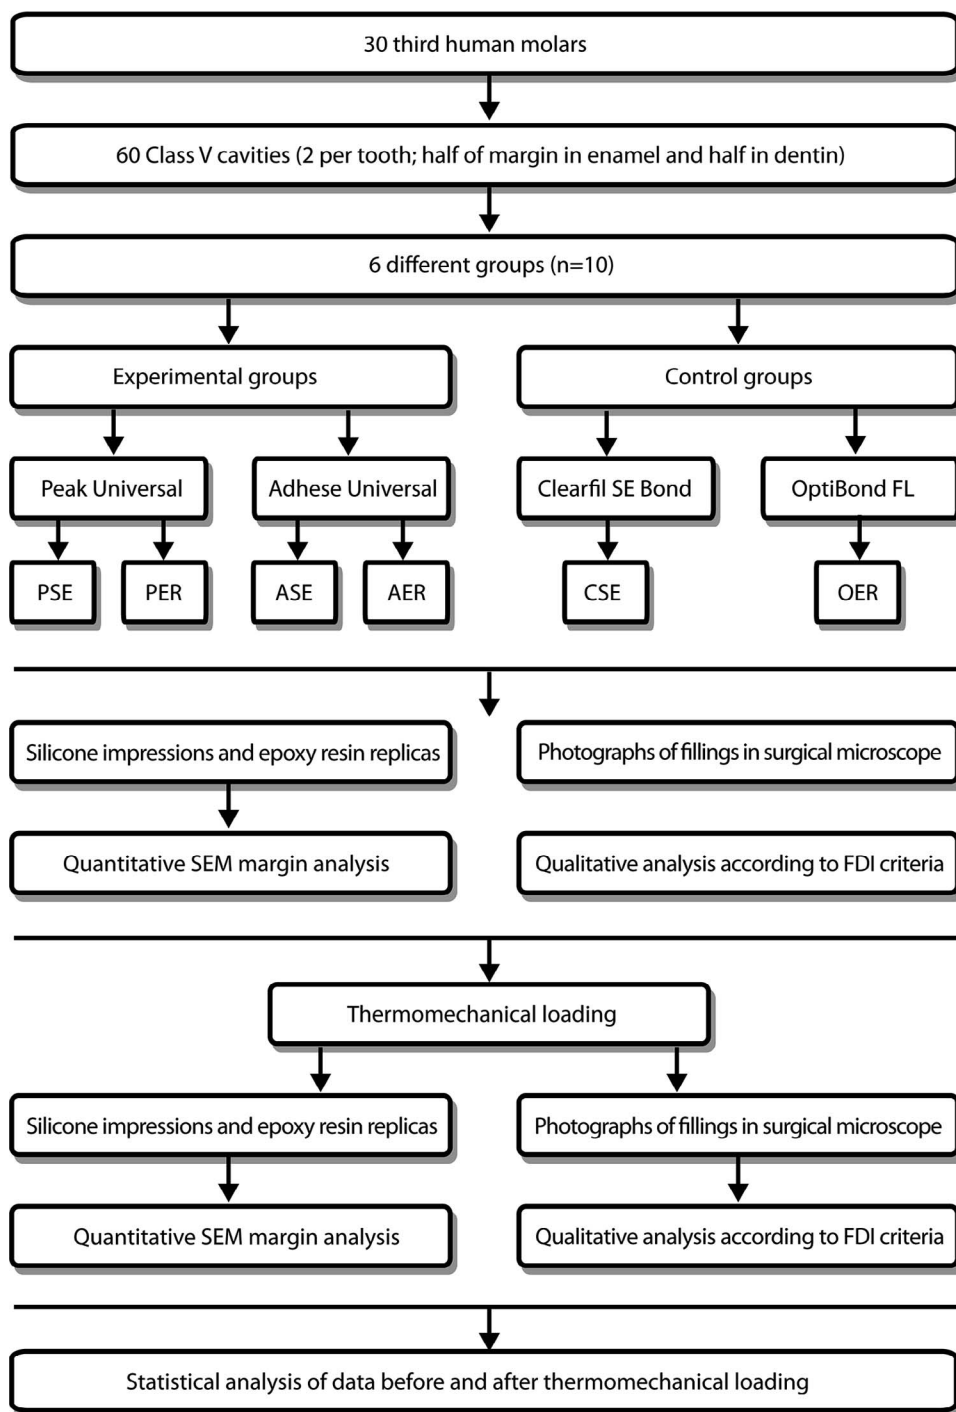 30 third human molars
60 Class V cavities (2 per tooth; half of margin in enamel and half in dentin)
6 different groups (n=10)
Experimental groups
Control groups
Peak Universal
Adhese Universal
Clearfil SE Bond
OptiBond FL
PSE
PER
ASE
AER
CSE
OER
Silicone impressions and epoxy resin replicas
Photographs of fillings in surgical microscope
Quantitative SEM margin analysis
Qualitative analysis according to FDI criteria
Thermomechanical loading
Silicone impressions and epoxy resin replicas
Photographs of fillings in surgical microscope
Quantitative SEM margin analysis
Qualitative analysis according to FDI criteria
Statistical analysis of data before and after thermomechanical loading